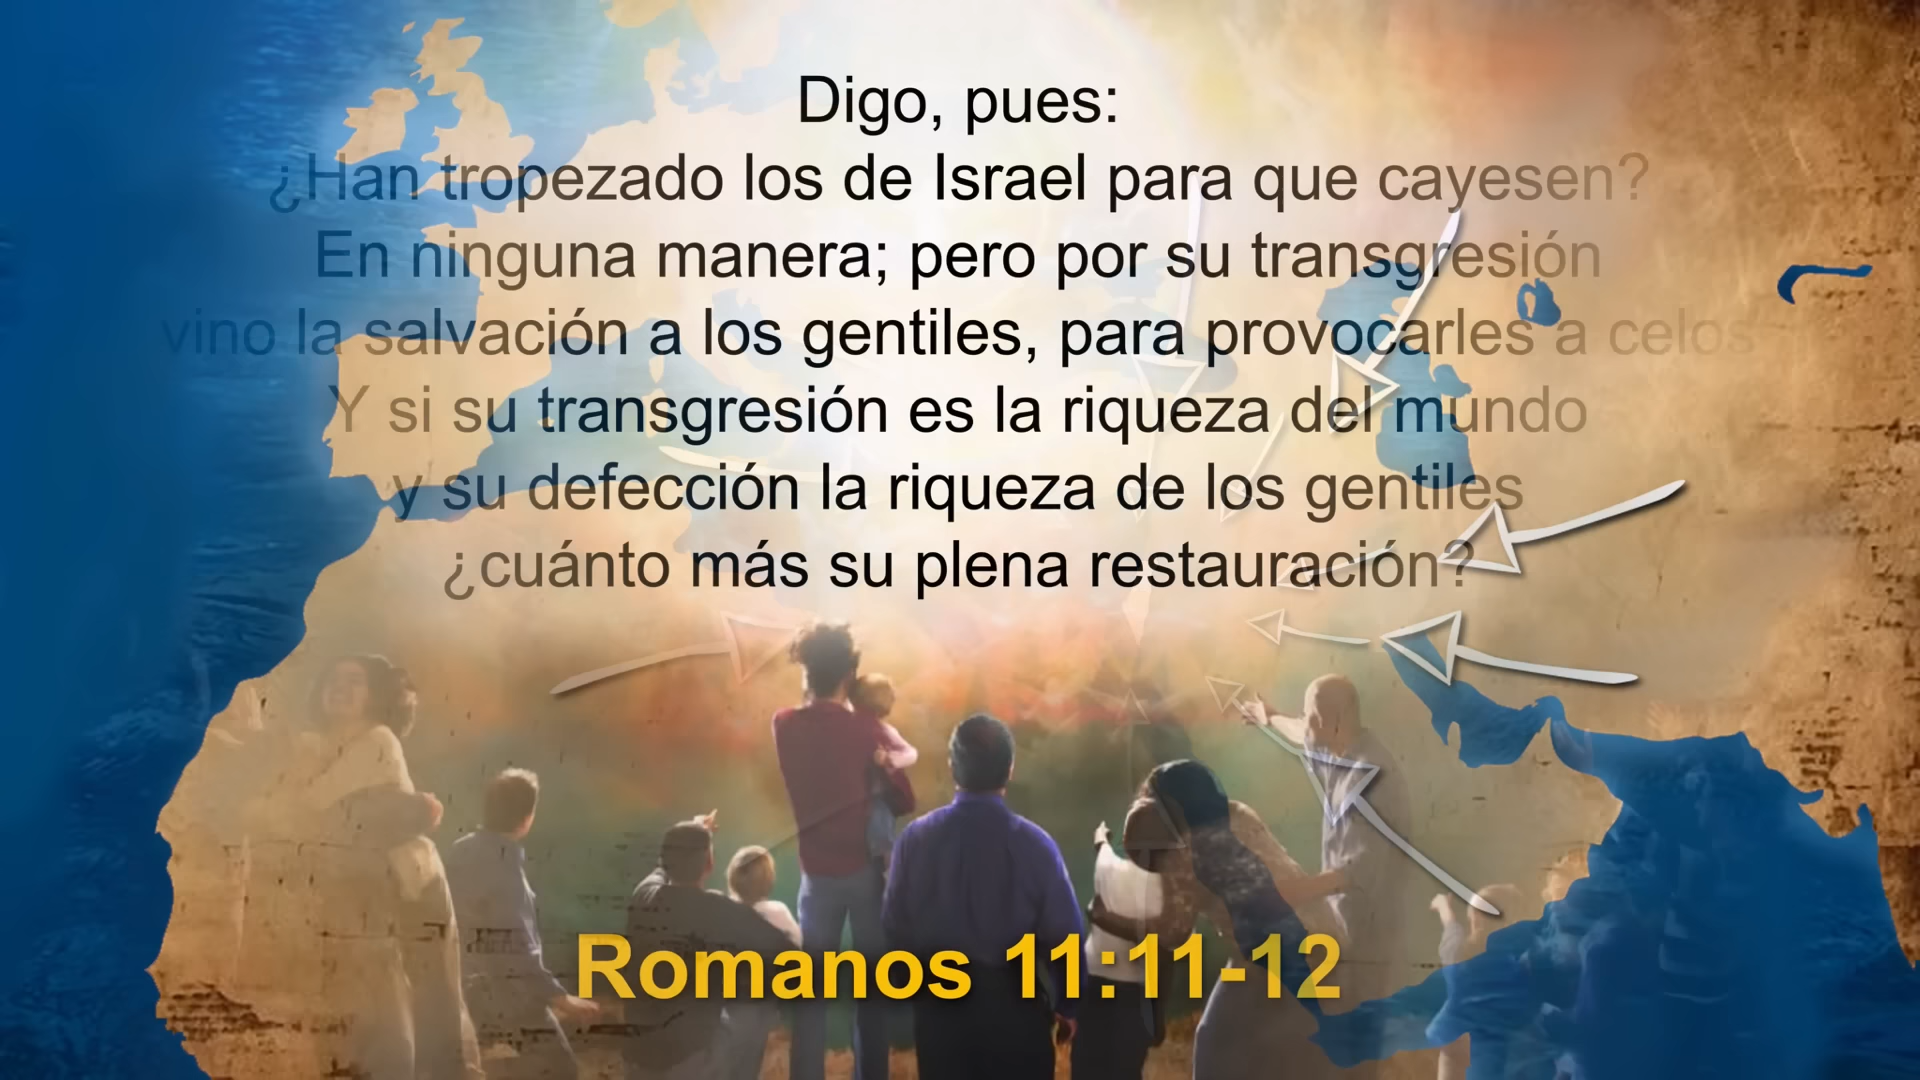 Digo, pues:
¿Han tropezado los de Israel para que cayesen?
En ninguna manera; pero por su transgresión
vino la salvación a los gentiles, para provocarles a celos
Y si su transgresión es la riqueza del mundo
y su defección la riqueza de los gentiles
¿cuánto más su plena restauración?
Romanos 11:11-12